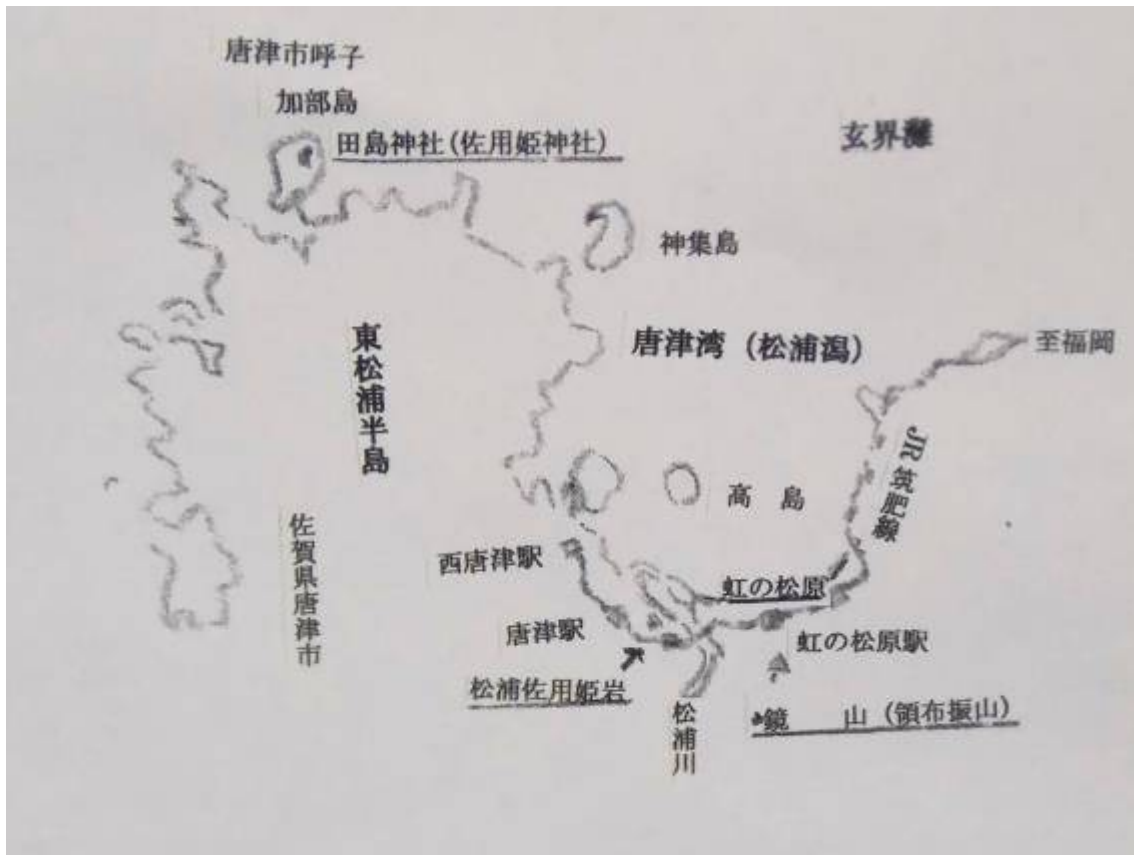 唐津市呼子
加部島
田島神社(佐用姫神社)
玄界灘
神集島
東松浦半島
唐津湾(松浦潟)
至福岡
JR筑肥線
高 島
佐賀県唐津市
西唐津駅
虹の松原
唐津駅
虹の松原駅
松浦佐用姫岩
松浦川
鏡 山(領布振山)